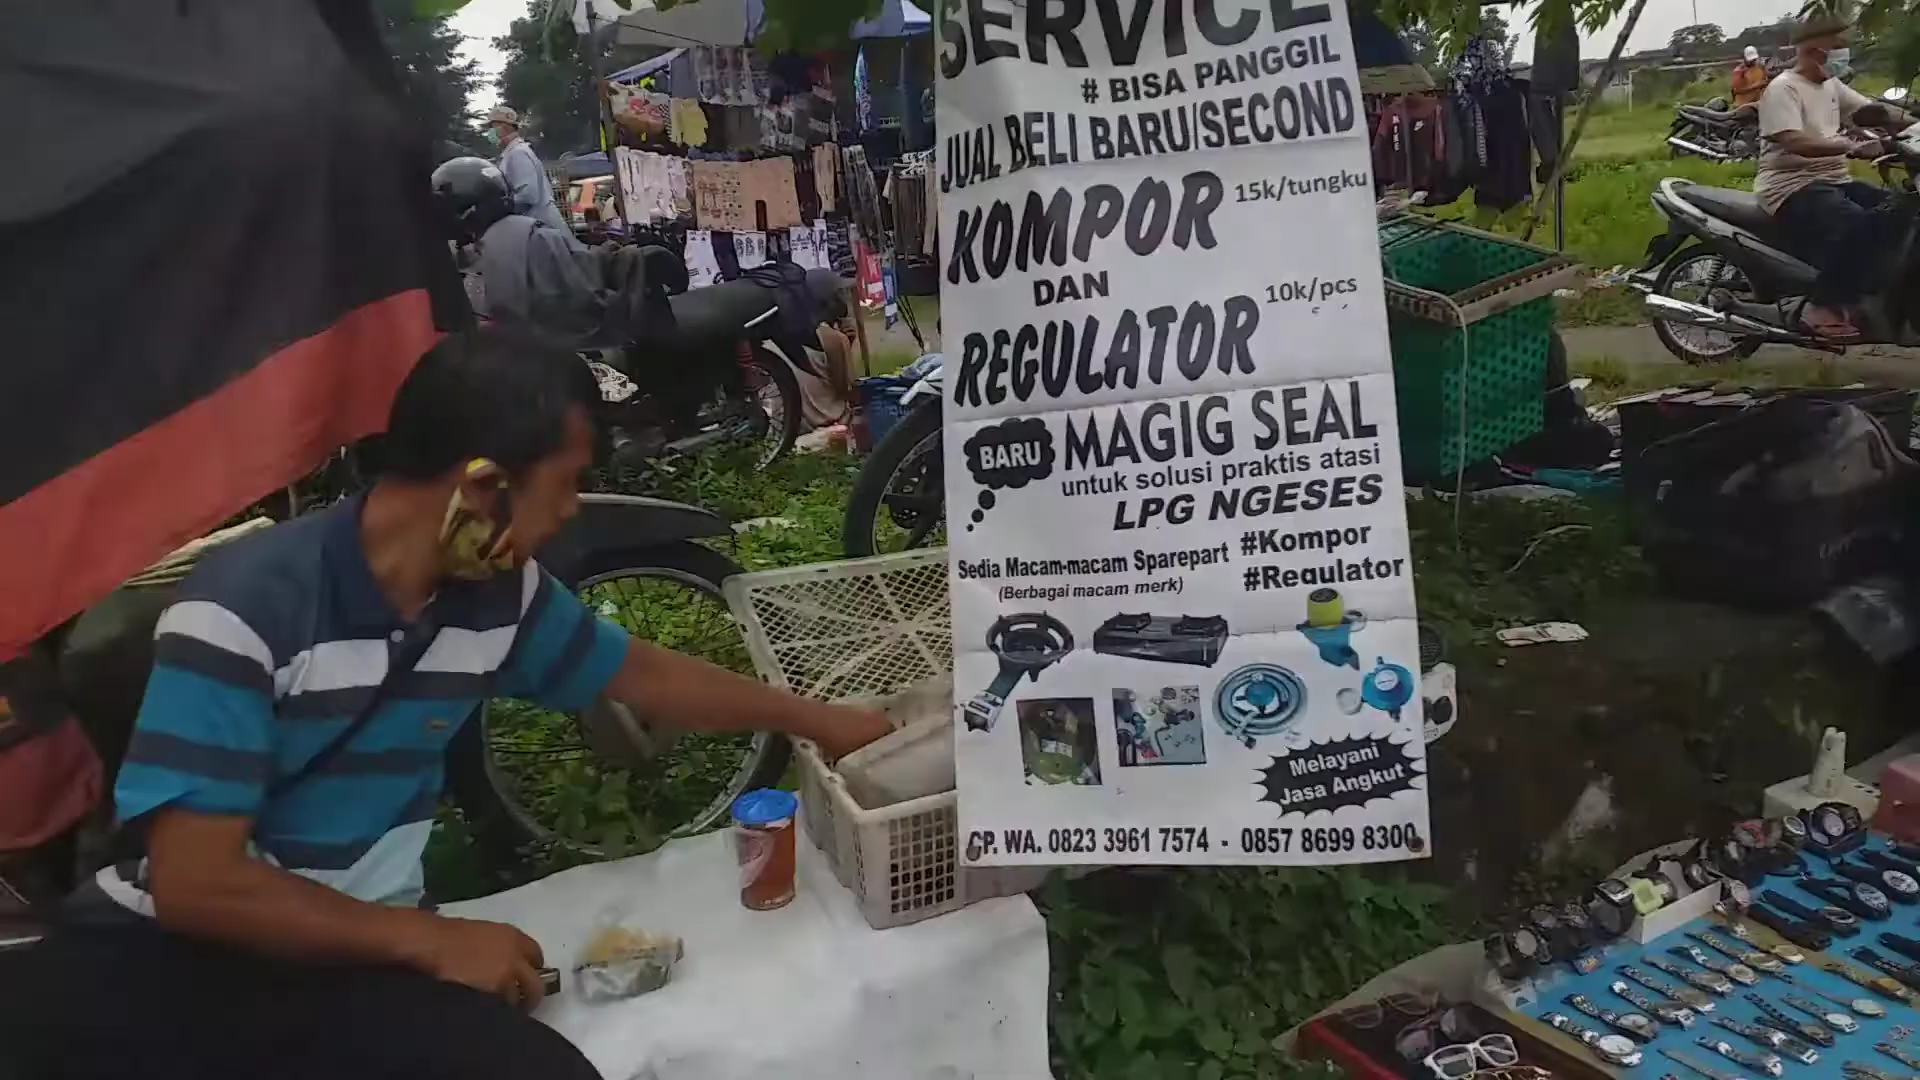 SERVICE
# BISA PANGGIL
JUAL BELI BARU/SECOND
KOMPOR 15k/tungku
DAN
REGULATOR 10k/pcs
BARU MAGIG SEAL
untuk solusi praktis atasi
LPG NGESES
Sedia Macam-macam Sparepart #Kompor
(Berbagai macam merk) #Regulator
Melayani
Jasa Angkut
CP. WA. 0823 3961 7574 - 0857 8699 8300
NIKE